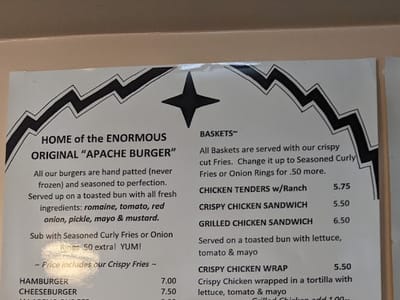 HOME of the ENORMOUS
ORIGINAL "APACHE BURGER"
All our burgers are hand patted (never
frozen) and seasoned to perfection.
Served up on a toasted bun with all fresh
ingredients: romaine, tomato, red
onion, pickle, mayo & mustard.
Sub with Seasoned Curly Fries or Onion
Rings .50 extra! YUM!
~ Price includes our Crispy Fries ~
HAMBURGER 7.00
CHEESEBURGER 7.50
BASKETS~
All Baskets are served with our crispy
cut Fries. Change it up to Seasoned Curly
Fries or Onion Rings for .50 more.
CHICKEN TENDERS w/Ranch 5.75
CRISPY CHICKEN SANDWICH 5.50
GRILLED CHICKEN SANDWICH 6.50
Served on a toasted bun with lettuce,
tomato & mayo
CRISPY CHICKEN WRAP 5.50
Crispy Chicken wrapped in a tortilla with
lettuce, tomato & mayo
Grilled Chicken add 1.00~